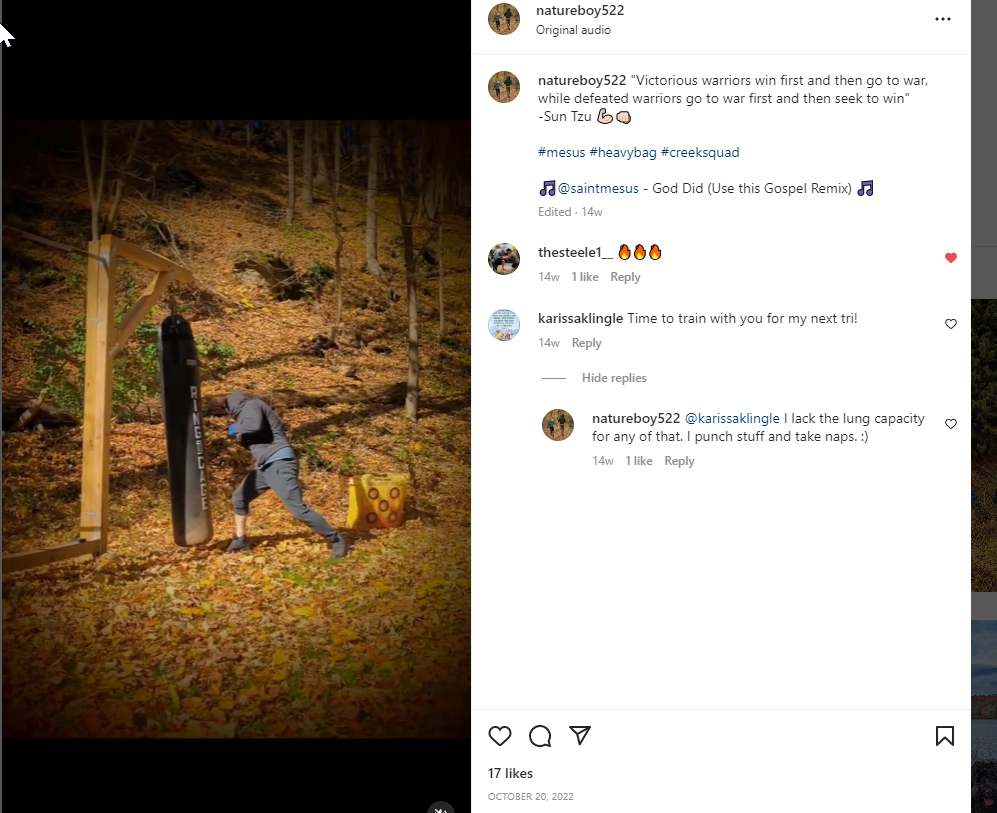 natureboy522
Original audio
natureboy522 "Victorious warriors win first and then go to war,
while defeated warriors go to war first and then seek to win"
-Sun Tzu 💪🏻👊🏻
#mesus #heavybag #creeksquad
🎵@saintmesus - God Did (Use this Gospel Remix) 🎵
Edited · 14w
thesteele1__ 🔥🔥🔥
14w 1 like Reply
karissaklingle Time to train with you for my next tri!
14w Reply
Hide replies
natureboy522 @karissaklingle I lack the lung capacity
for any of that. I punch stuff and take naps. :)
14w 1 like Reply
17 likes
OCTOBER 20, 2022
RINGTOCAGE